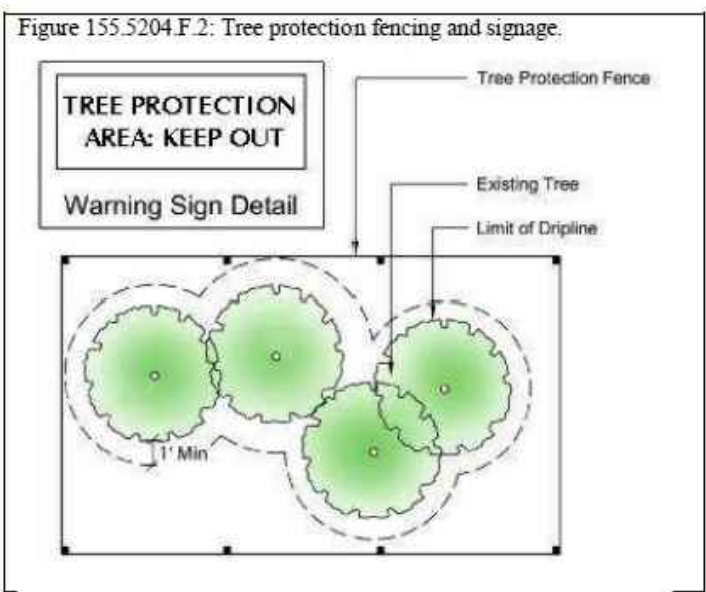 Figure 155.5204.F.2: Tree protection fencing and signage.
TREE PROTECTION
AREA: KEEP OUT
Warning Sign Detail
Tree Protection Fence
Existing Tree
Limit of Dripline
1' Min